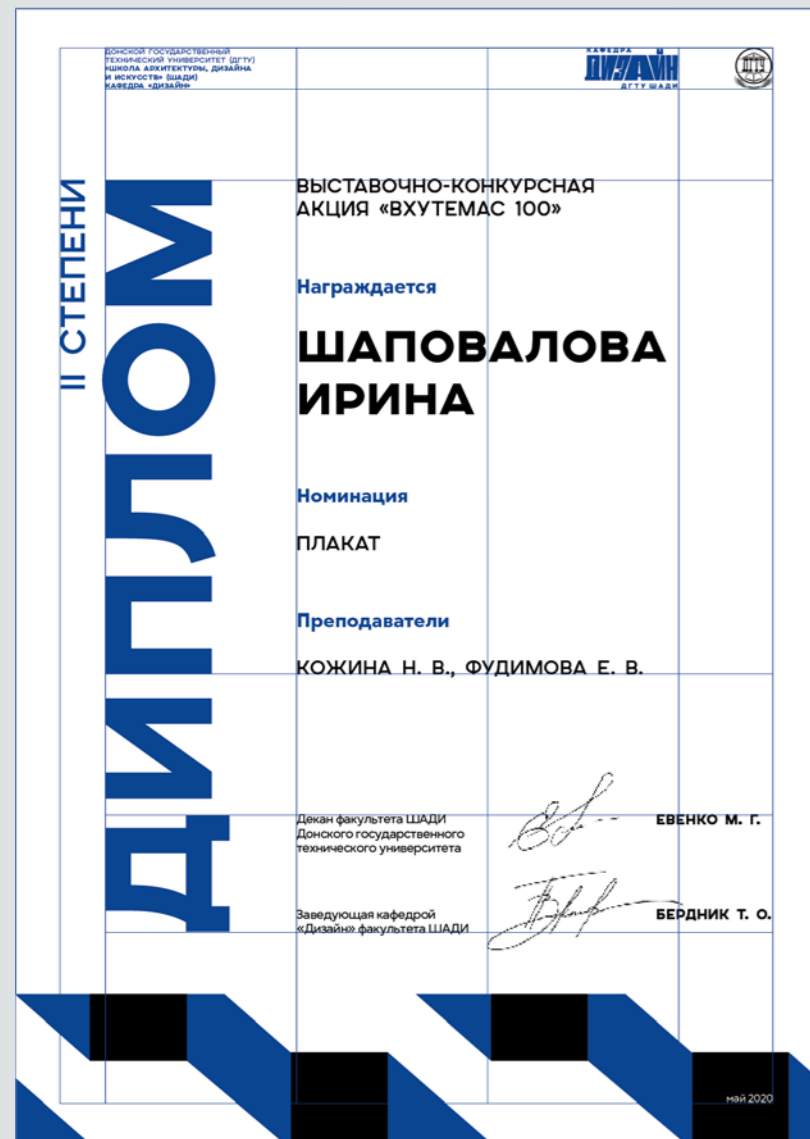 ДОНСКОЙ ГОСУДАРСТВЕННЫЙ
ТЕХНИЧЕСКИЙ УНИВЕРСИТЕТ (ДГТУ)
«ШКОЛА АРХИТЕКТУРЫ, ДИЗАЙНА
И ИСКУССТВ» (ШАДИ)
КАФЕДРА «ДИЗАЙН»
КАФЕДРА
ДИЗАЙН
ДГТУ ШАДИ
ДГТУ
II СТЕПЕНИ
ДИПЛОМ
ВЫСТАВОЧНО-КОНКУРСНАЯ
АКЦИЯ «ВХУТЕМАС 100»
Награждается
ШАПОВАЛОВА
ИРИНА
Номинация
ПЛАКАТ
Преподаватели
КОЖИНА Н. В., ФУДИМОВА Е. В.
Декан факультета ШАДИ
Донского государственного
технического университета
ЕВЕНКО М. Г.
Заведующая кафедрой
«Дизайн» факультета ШАДИ
БЕРДНИК Т. О.
май 2020